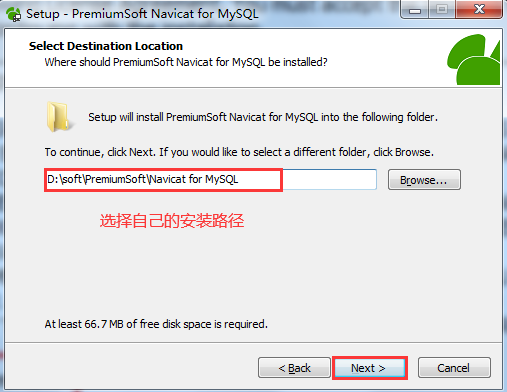 Setup - PremiumSoft Navicat for MySQL
Select Destination Location
Where should PremiumSoft Navicat for MySQL be installed?
Setup will install PremiumSoft Navicat for MySQL into the following folder.
To continue, click Next. If you would like to select a different folder, click Browse.
D:\soft\PremiumSoft\Navicat for MySQL
Browse...
选择自己的安装路径
At least 66.7 MB of free disk space is required.
< Back
Next >
Cancel